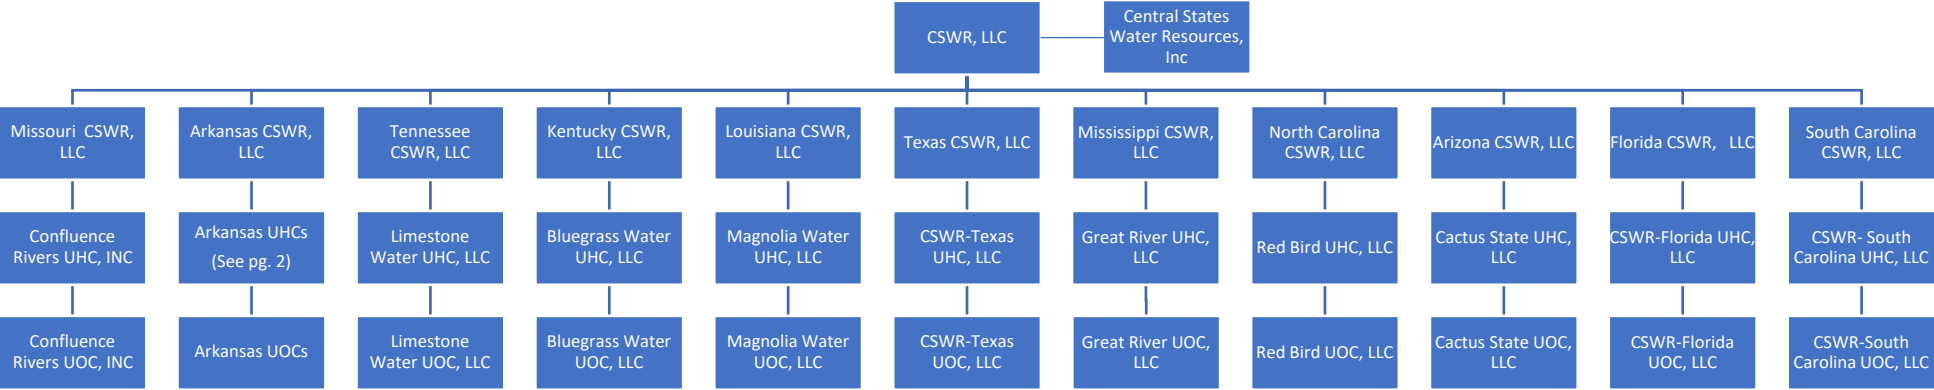 CSWR, LLC
Central States
Water Resources,
Inc
Missouri  CSWR,
LLC
Arkansas CSWR,
LLC
Tennessee
CSWR, LLC
Kentucky CSWR,
LLC
Louisiana CSWR,
LLC
Texas CSWR, LLC
Mississippi CSWR,
LLC
North Carolina
CSWR, LLC
Arizona CSWR, LLC
Florida CSWR,   LLC
South Carolina
CSWR, LLC
Confluence
Rivers UHC, INC
Arkansas UHCs
(See pg. 2)
Limestone
Water UHC, LLC
Bluegrass Water
UHC, LLC
Magnolia Water
UHC, LLC
CSWR-Texas
UHC, LLC
Great River UHC,
LLC
Red Bird UHC, LLC
Cactus State UHC,
LLC
CSWR-Florida UHC,
LLC
CSWR- South
Carolina UHC, LLC
Confluence
Rivers UOC, INC
Arkansas UOCs
Limestone
Water UOC, LLC
Bluegrass Water
UOC, LLC
Magnolia Water
UOC, LLC
CSWR-Texas
UOC, LLC
Great River UOC,
LLC
Red Bird UOC, LLC
Cactus State UOC,
LLC
CSWR-Florida
UOC, LLC
CSWR-South
Carolina UOC, LLC